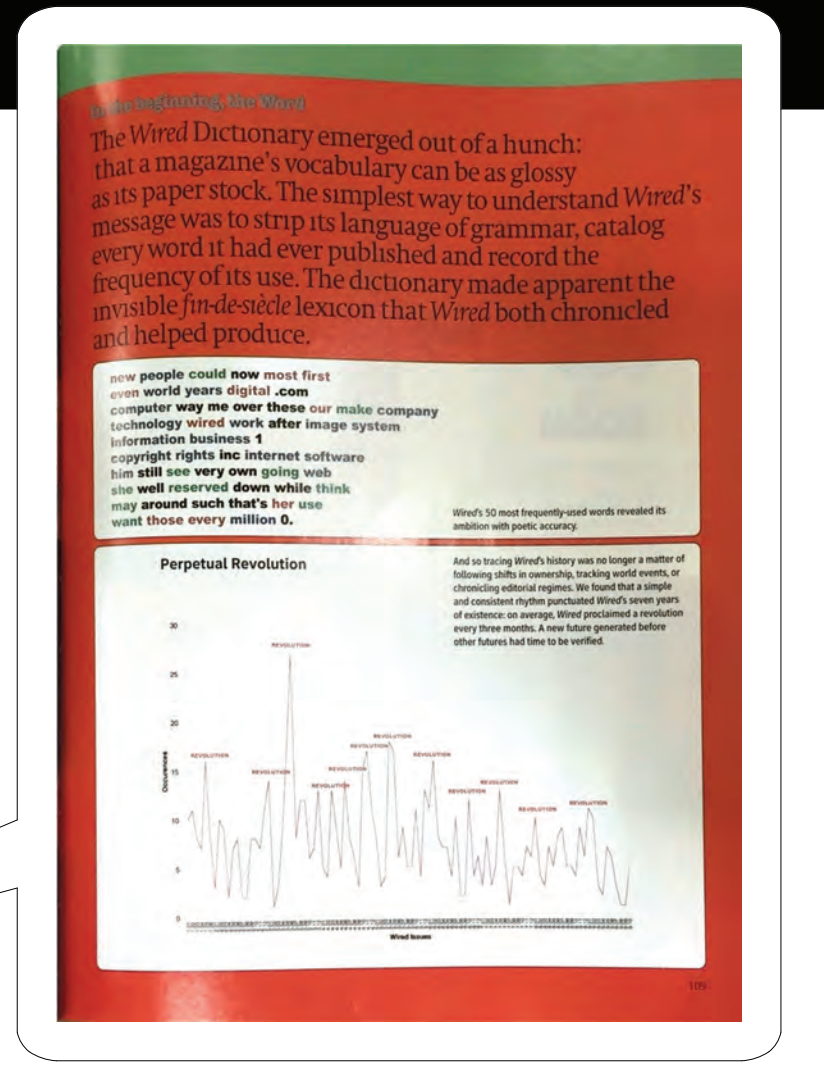 In the beginning, the Word
The Wired Dictionary emerged out of a hunch:
that a magazine's vocabulary can be as glossy
as its paper stock. The simplest way to understand Wired's
message was to strip its language of grammar, catalog
every word it had ever published and record the
frequency of its use. The dictionary made apparent the
invisible fin-de-siècle lexicon that Wired both chronicled
and helped produce.
new people could now most first
even world years digital .com
computer way me over these our make company
technology wired work after image system
information business 1
copyright rights inc internet software
him still see very own going web
she well reserved down while think
may around such that's her use
want those every million 0.
Wired's 50 most frequently-used words revealed its
ambition with poetic accuracy.
Perpetual Revolution
And so tracing Wired's history was no longer a matter of
following shifts in ownership, tracking world events, or
chronicling editorial regimes. We found that a simple
and consistent rhythm punctuated Wired's seven years
of existence: on average, Wired proclaimed a revolution
every three months. A new future generated before
other futures had time to be verified.
30
REVOLUTION
25
20
REVOLUTION
REVOLUTION
REVOLUTION
REVOLUTION
REVOLUTION
REVOLUTION
15
REVOLUTION
REVOLUTION
REVOLUTION
REVOLUTION
REVOLUTION
Occurences
10
5
0
Wired Issues
109